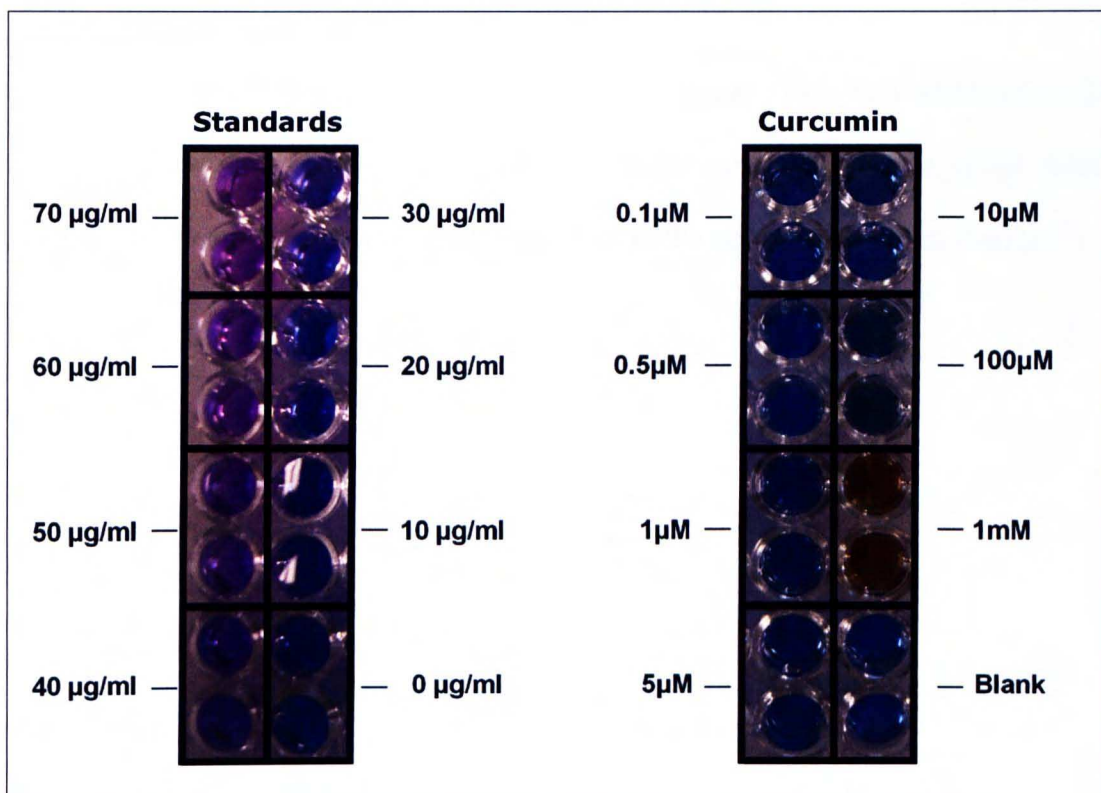 Standards
70 µg/ml
30 µg/ml
60 µg/ml
20 µg/ml
50 µg/ml
10 µg/ml
40 µg/ml
0 µg/ml
Curcumin
0.1µM
10µM
0.5µM
100µM
1µM
1mM
5µM
Blank